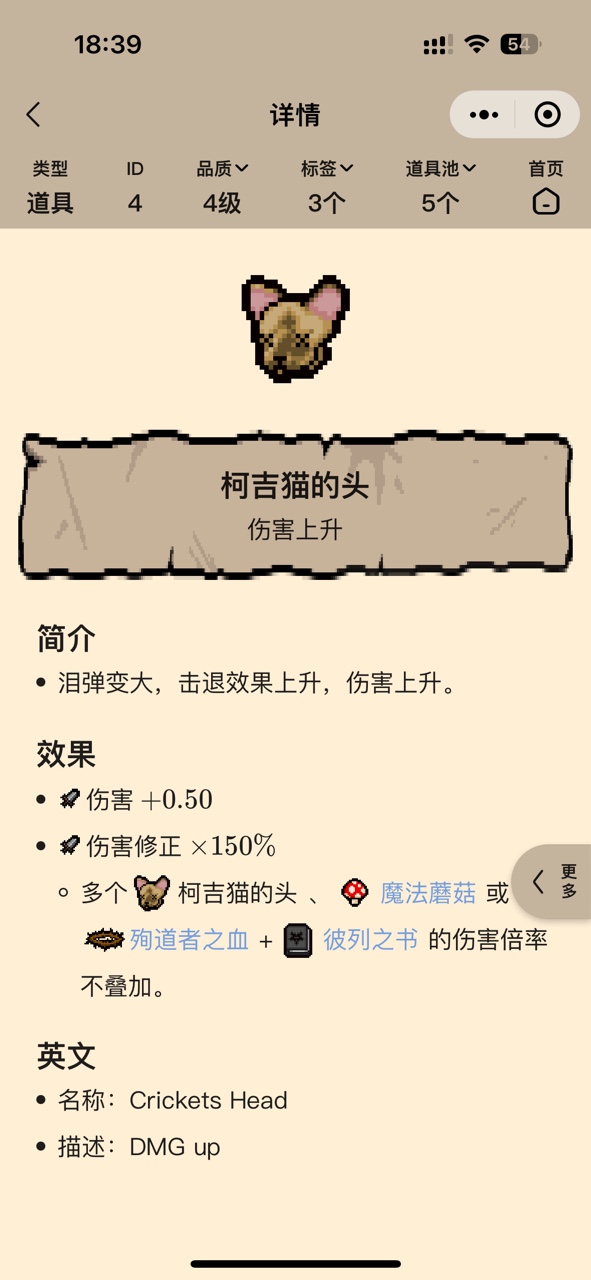 18:39
54
详情
类型 ID 品质 标签 道具池 首页
道具 4 4级 3个 5个
柯吉猫的头
伤害上升
简介
• 泪弹变大，击退效果上升，伤害上升。
效果
• 伤害 +0.50
• 伤害修正 ×150%
更多
多个 柯吉猫的头 、 魔法蘑菇 或
殉道者之血 + 彼列之书 的伤害倍率
不叠加。
英文
• 名称：Crickets Head
• 描述：DMG up